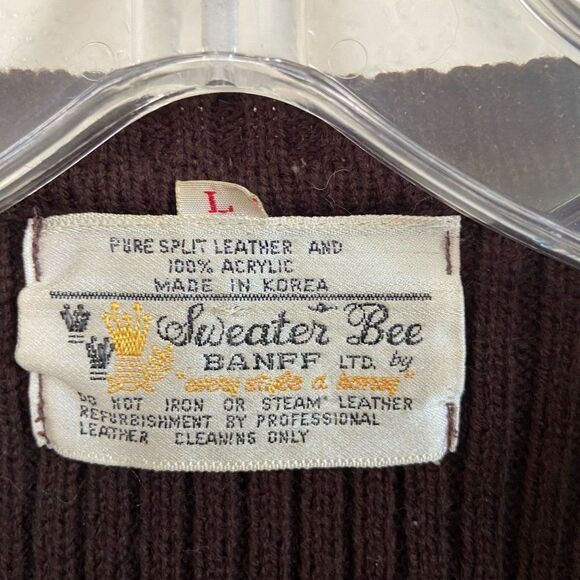 L
PURE SPLIT LEATHER AND
100% ACRYLIC
MADE IN KOREA
Sweater Bee
BANFF LTD. by
"every style a honey"
DO NOT IRON OR STEAM LEATHER
REFURBISHMENT BY PROFESSIONAL
LEATHER CLEANING ONLY